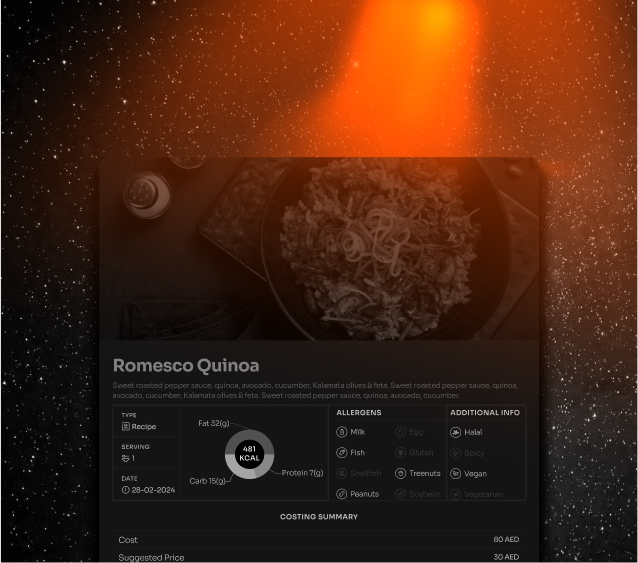 Romesco Quinoa
Sweet roasted pepper sauce, quinoa, avocado, cucumber, Kalamata olives & feta. Sweet roasted pepper sauce, quinoa,
avocado, cucumber, Kalamata olives & feta. Sweet roasted pepper sauce, quinoa, avocado, cucumber.
TYPE
Recipe
SERVING
1
DATE
28-02-2024
Fat 32(g)
481
KCAL
Protein 7(g)
Carb 15(g)
ALLERGENS
Milk
Egg
Fish
Gluten
Shellfish
Treenuts
Peanuts
Soybean
ADDITIONAL INFO
Halal
Spicy
Vegan
Vegetarian
COSTING SUMMARY
Cost 80 AED
Suggested Price 30 AED